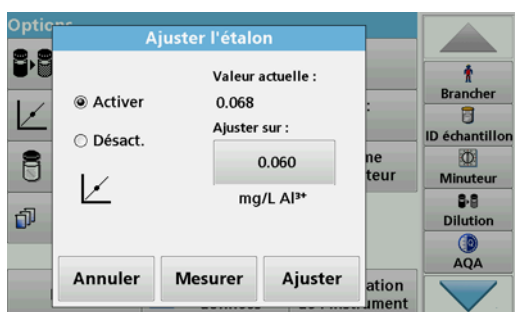 Options
Ajuster l'étalon
Valeur actuelle :
Activer
0.068
Ajuster sur :
Désact.
0.060
mg/L Al³⁺
Annuler
Mesurer
Ajuster
Brancher
ID échantillon
Minuteur
Dilution
AQA